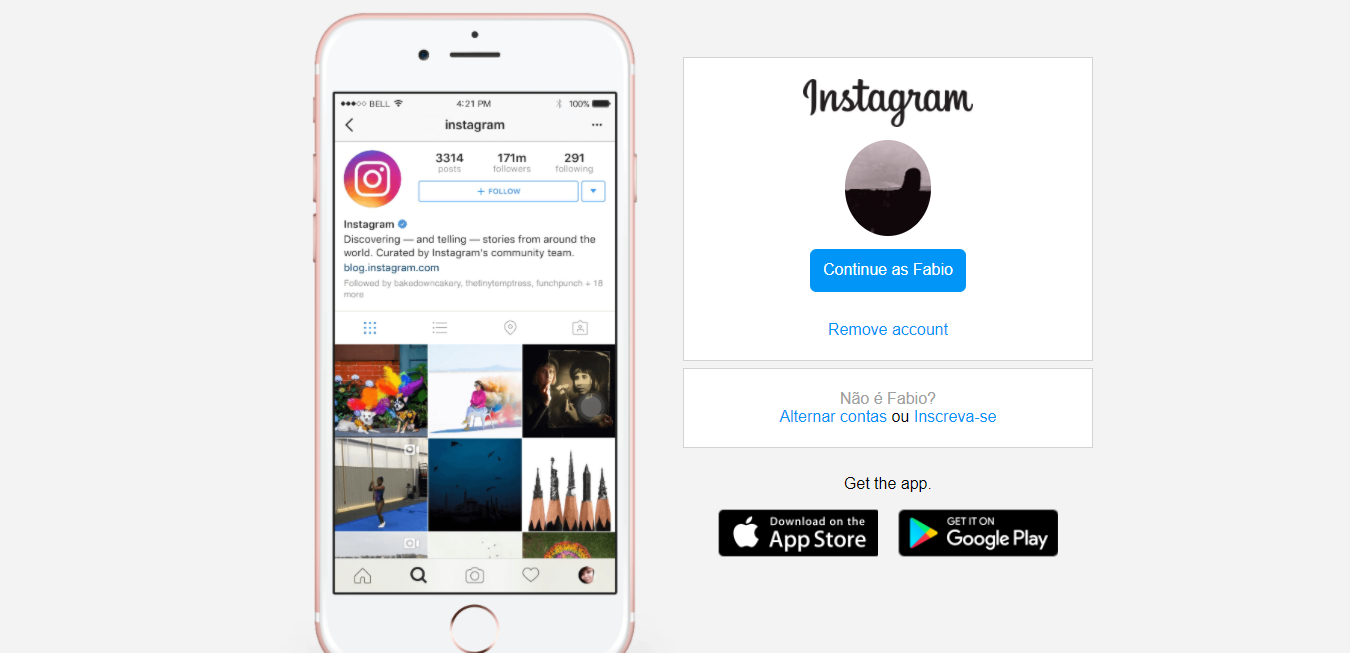 BELL
4:21 PM
100%
instagram
3314
171m
291
posts
followers
following
+ FOLLOW
Instagram
Discovering — and telling — stories from around the
world. Curated by Instagram's community team.
blog.instagram.com
Followed by bakedowncakery, thetinytemptress, funchpunch + 18
more
Instagram
Continue as Fabio
Remove account
Não é Fabio?
Alternar contas ou Inscreva-se
Get the app.
Download on the
App Store
GET IT ON
Google Play